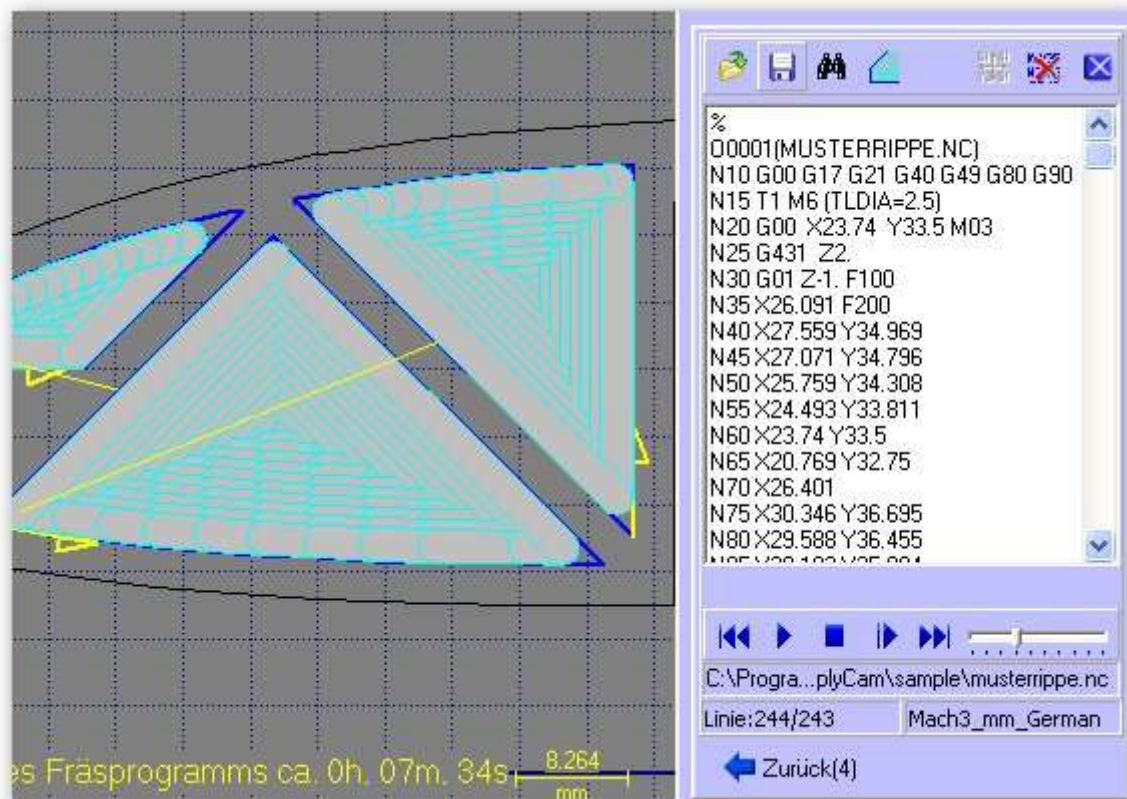 %
O0001(MUSTERRIPPE.NC)
N10 G00 G17 G21 G40 G49 G80 G90
N15 T1 M6 (TLDIA=2.5)
N20 G00  X23.74  Y33.5 M03
N25 G431  Z2.
N30 G01 Z-1. F100
N35 X26.091 F200
N40 X27.559 Y34.969
N45 X27.071 Y34.796
N50 X25.759 Y34.308
N55 X24.493 Y33.811
N60 X23.74 Y33.5
N65 X20.769 Y32.75
N70 X26.401
N75 X30.346 Y36.695
N80 X29.588 Y36.455
C:\Progra...plyCam\sample\musterrippe.nc
Linie:244/243
Mach3_mm_German
Zurück(4)
es Fräsprogramms ca. 0h, 07m, 34s
8.264
mm